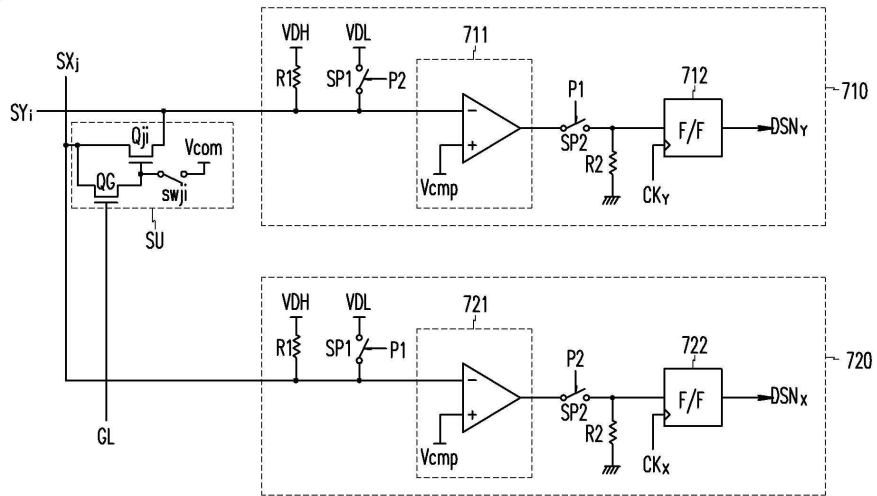 SXj
SYi
VDH
VDL
R1
SP1
P2
711
P1
712
710
Qji
Vcom
QG
swji
SU
−
+
Vcmp
SP2
R2
F/F
DSNY
CKY
VDH
VDL
R1
SP1
P1
721
P2
722
720
−
+
Vcmp
SP2
R2
F/F
DSNX
CKX
GL